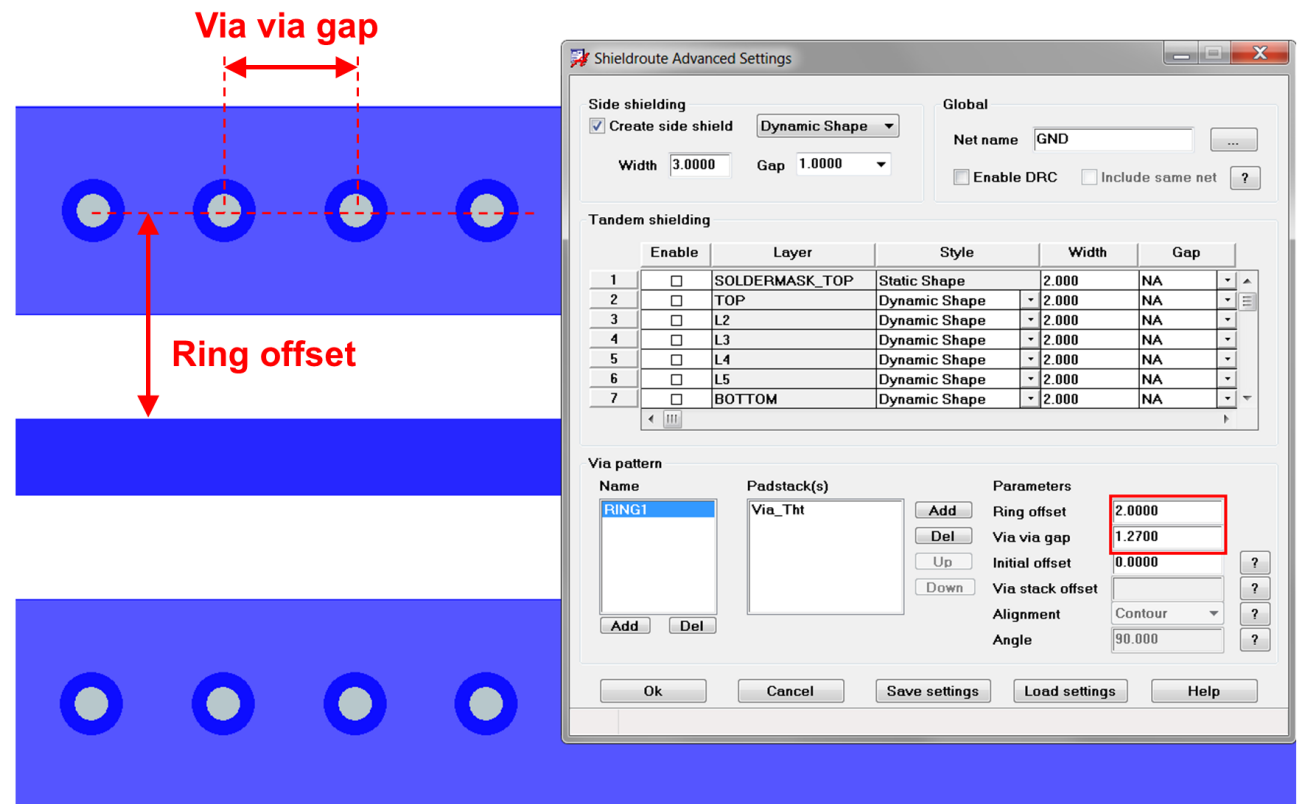 Via via gap
Ring offset
Shieldroute Advanced Settings
Side shielding
Create side shield Dynamic Shape
Width 3.0000 Gap 1.0000
Global
Net name GND ...
Enable DRC Include same net ?
Tandem shielding
Enable Layer Style Width Gap
1 SOLDERMASK_TOP Static Shape 2.000 NA
2 TOP Dynamic Shape 2.000 NA
3 L2 Dynamic Shape 2.000 NA
4 L3 Dynamic Shape 2.000 NA
5 L4 Dynamic Shape 2.000 NA
6 L5 Dynamic Shape 2.000 NA
7 BOTTOM Dynamic Shape 2.000 NA
Via pattern
Name
RING1
Add Del
Padstack(s)
Via_Tht
Add
Del
Up
Down
Parameters
Ring offset 2.0000
Via via gap 1.2700
Initial offset 0.0000 ?
Via stack offset ?
Alignment Contour ?
Angle 90.000 ?
Ok Cancel Save settings Load settings Help